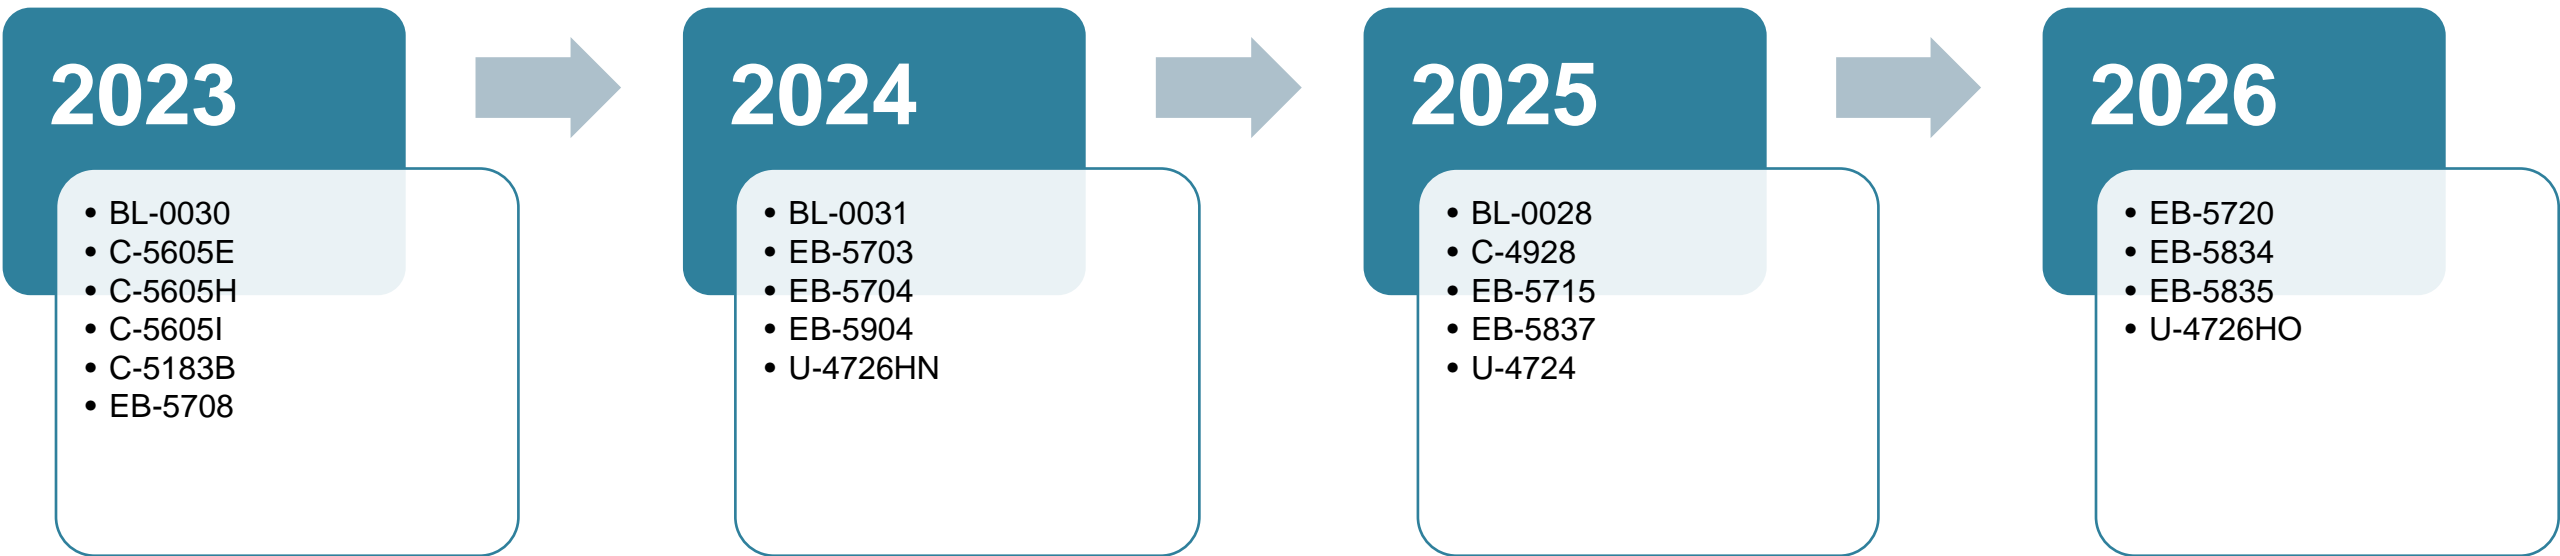 2023
• BL-0030
• C-5605E
• C-5605H
• C-5605I
• C-5183B
• EB-5708
2024
• BL-0031
• EB-5703
• EB-5704
• EB-5904
• U-4726HN
2025
• BL-0028
• C-4928
• EB-5715
• EB-5837
• U-4724
2026
• EB-5720
• EB-5834
• EB-5835
• U-4726HO